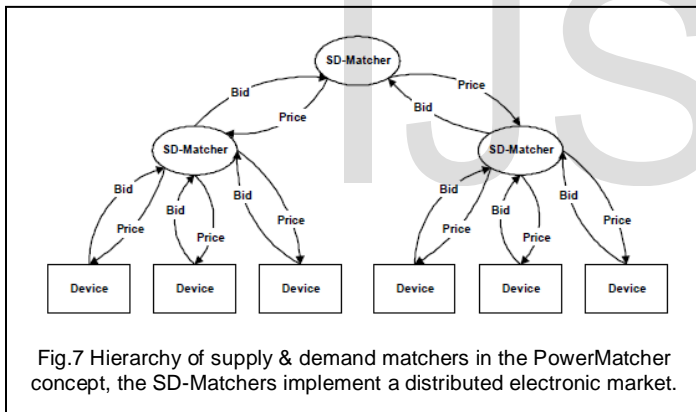 IJS
SD-Matcher
Bid
Price
Bid
Price
SD-Matcher
SD-Matcher
Bid
Price
Bid
Price
Bid
Price
Bid
Price
Bid
Price
Bid
Price
Device
Device
Device
Device
Device
Device
Fig.7 Hierarchy of supply & demand matchers in the PowerMatcher
concept, the SD-Matchers implement a distributed electronic market.